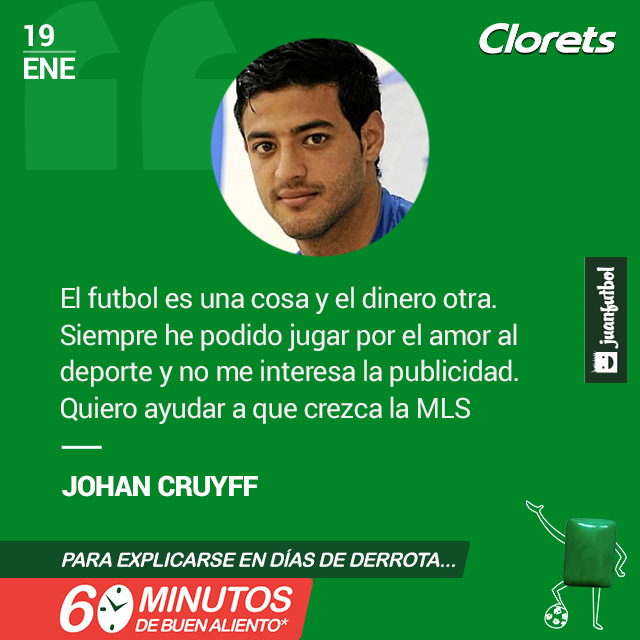 19
ENE
Clorets
El futbol es una cosa y el dinero otra.
Siempre he podido jugar por el amor al
deporte y no me interesa la publicidad.
Quiero ayudar a que crezca la MLS
JOHAN CRUYFF
juanfutbol
PARA EXPLICARSE EN DÍAS DE DERROTA...
60 MINUTOS
DE BUEN ALIENTO*